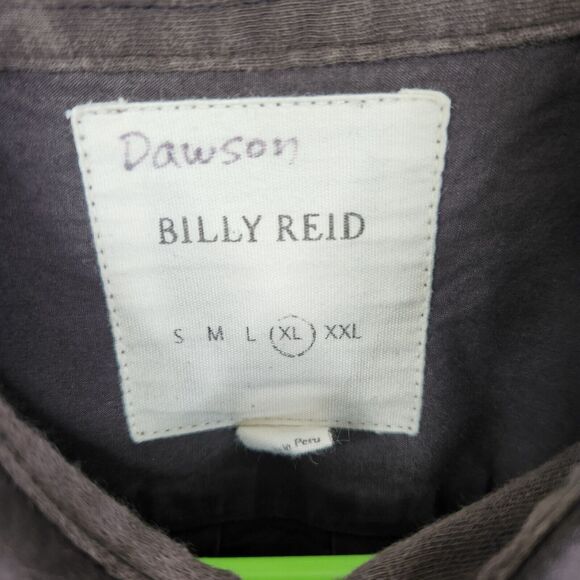 Dawson
BILLY REID
S M L XL XXL
in Peru